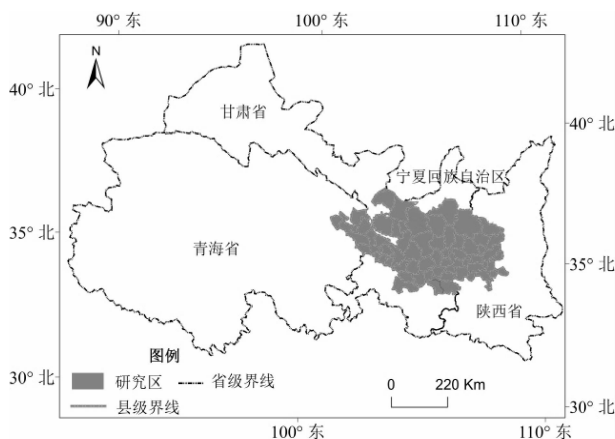 90° 东 100° 东 110° 东
N
40° 北 40° 北
甘肃省
宁夏回族自治区
35° 北 青海省 35° 北
陕西省
图例
研究区 省级界线 0 220 Km
县级界线
30° 北 30° 北
100° 东 110° 东